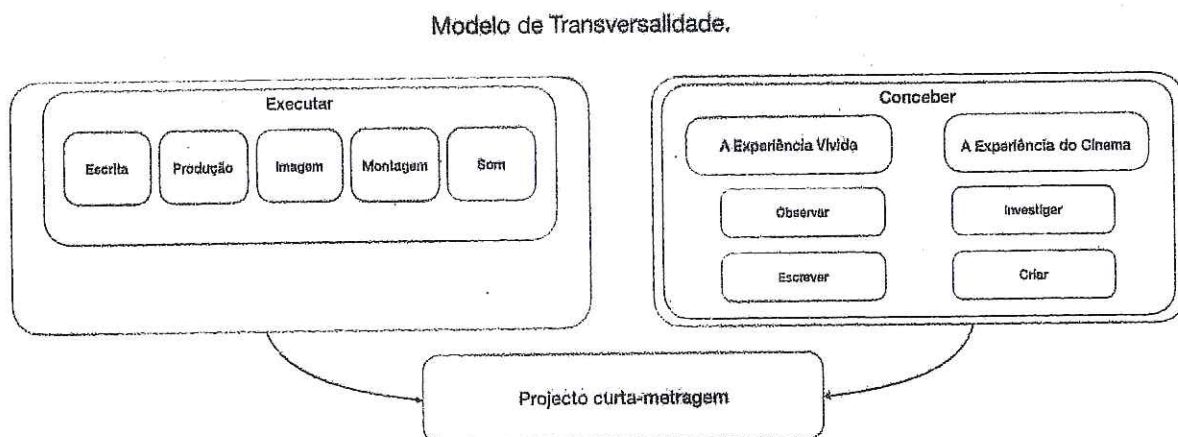 Modelo de Transversalidade.
Executar
Escrita
Produção
Imagem
Montagem
Som
Conceber
A Experiência Vivida
A Experiência do Cinema
Observar
Investigar
Escrever
Criar
Projecto curta-metragem